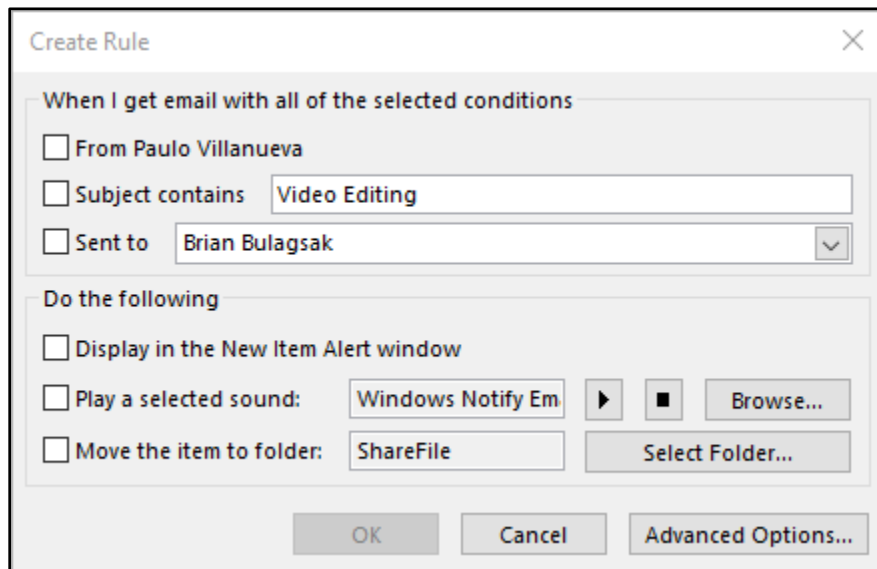 Create Rule
When I get email with all of the selected conditions
From Paulo Villanueva
Subject contains Video Editing
Sent to Brian Bulagsak
Do the following
Display in the New Item Alert window
Play a selected sound: Windows Notify Em Browse...
Move the item to folder: ShareFile Select Folder...
OK Cancel Advanced Options...